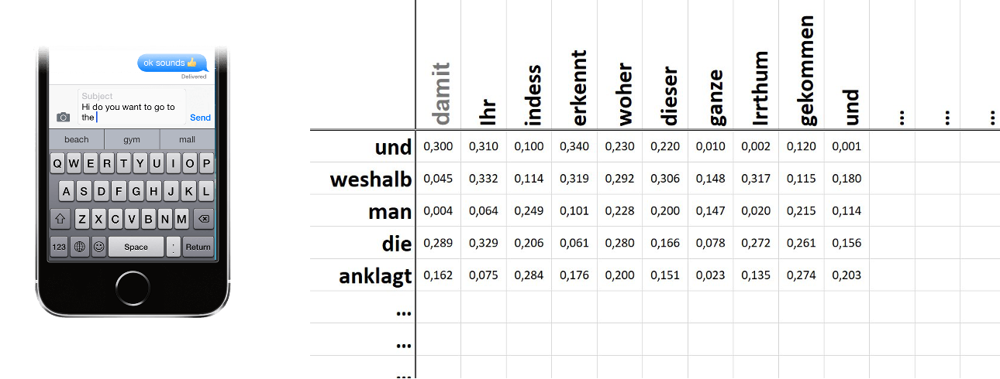 ok sounds 👍
Delivered
Subject
Hi do you want to go to
the
Send
beach gym mall
Q W E R T Y U I O P
A S D F G H J K L
Z X C V B N M
123 Space . Return
damit Ihr indess erkennt woher dieser ganze Irrthum gekommen und ... ... ...
und 0,300 0,310 0,100 0,340 0,230 0,220 0,010 0,002 0,120 0,001
weshalb 0,045 0,332 0,114 0,319 0,292 0,306 0,148 0,317 0,115 0,180
man 0,004 0,064 0,249 0,101 0,228 0,200 0,147 0,020 0,215 0,114
die 0,289 0,329 0,206 0,061 0,280 0,166 0,078 0,272 0,261 0,156
anklagt 0,162 0,075 0,284 0,176 0,200 0,151 0,023 0,135 0,274 0,203
...
...
...